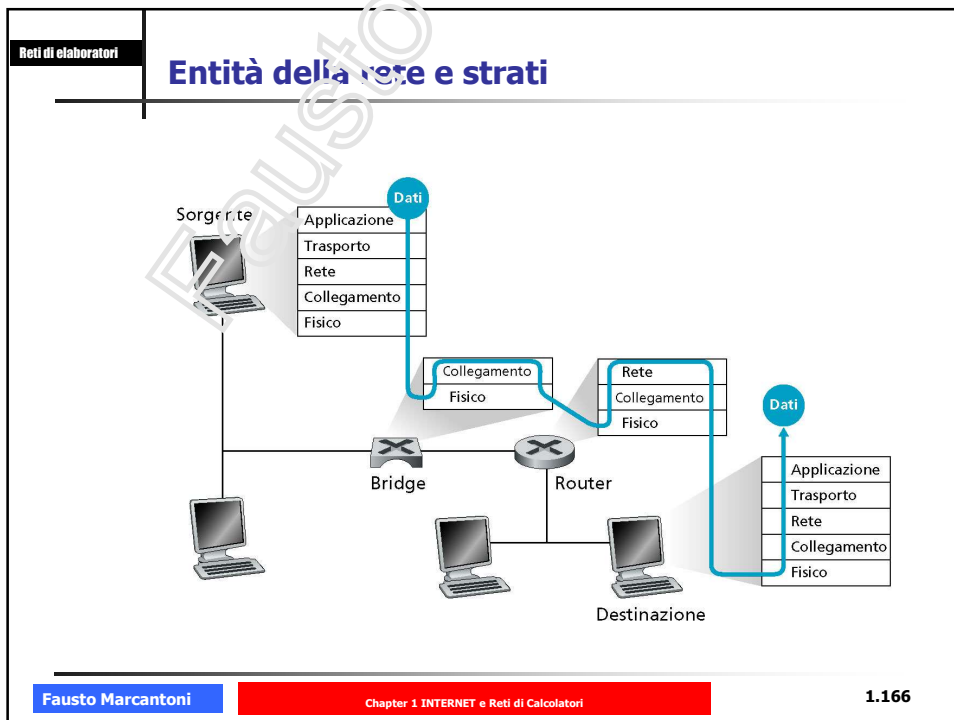 Reti di elaboratori
Entità della rete e strati
Fausto
Sorgente
Dati
Applicazione
Trasporto
Rete
Collegamento
Fisico
Collegamento
Fisico
Rete
Collegamento
Fisico
Dati
Bridge
Router
Applicazione
Trasporto
Rete
Collegamento
Fisico
Destinazione
Fausto Marcantoni
Chapter 1 INTERNET e Reti di Calcolatori
1.166